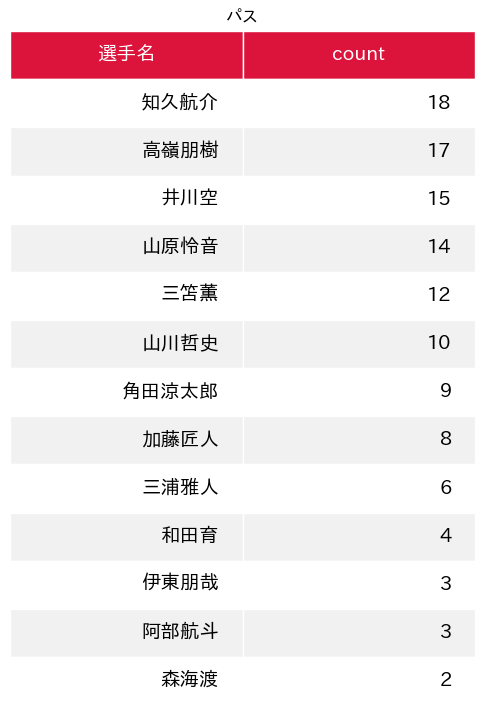 パス
選手名 count
知久航介 18
高嶺朋樹 17
井川空 15
山原怜音 14
三笘薫 12
山川哲史 10
角田涼太郎 9
加藤匠人 8
三浦雅人 6
和田育 4
伊東朋哉 3
阿部航斗 3
森海渡 2